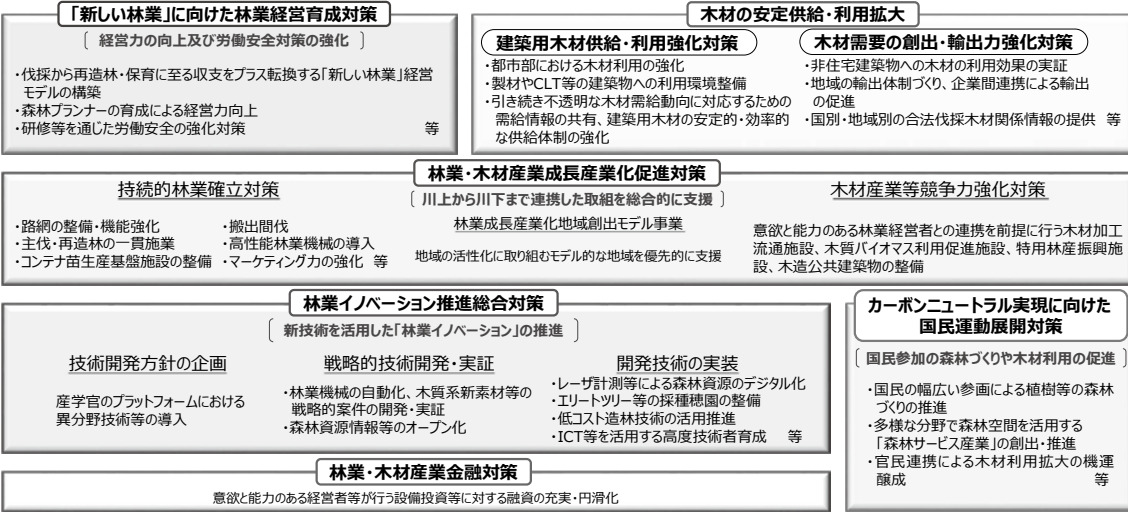 「新しい林業」に向けた林業経営育成対策
経営力の向上及び労働安全対策の強化
・伐採から再造林・保育に至る収支をプラス転換する「新しい林業」経営
モデルの構築
・森林プランナーの育成による経営力向上
・研修等を通じた労働安全の強化対策 等
木材の安定供給・利用拡大
建築用木材供給・利用強化対策
・都市部における木材利用の強化
・製材やCLT等の建築物への利用環境整備
・引き続き不透明な木材需給動向に対応するための
需給情報の共有、建築用木材の安定的・効率的
な供給体制の強化
木材需要の創出・輸出力強化対策
・非住宅建築物への木材の利用効果の実証
・地域の輸出体制づくり、企業間連携による輸出
の促進
・国別・地域別の合法伐採木材関係情報の提供 等
林業・木材産業成長産業化促進対策
川上から川下まで連携した取組を総合的に支援
持続的林業確立対策
・路網の整備・機能強化
・主伐・再造林の一貫施業
・コンテナ苗生産基盤施設の整備
・搬出間伐
・高性能林業機械の導入
・マーケティング力の強化 等
林業成長産業化地域創出モデル事業
地域の活性化に取り組むモデル的な地域を優先的に支援
木材産業等競争力強化対策
意欲と能力のある林業経営者との連携を前提に行う木材加工
流通施設、木質バイオマス利用促進施設、特用林産振興施
設、木造公共建築物の整備
林業イノベーション推進総合対策
新技術を活用した「林業イノベーション」の推進
技術開発方針の企画
産学官のプラットフォームにおける
異分野技術等の導入
戦略的技術開発・実証
・林業機械の自動化、木質系新素材等の
戦略的案件の開発・実証
・森林資源情報等のオープン化
開発技術の実装
・レーザ計測等による森林資源のデジタル化
・エリートツリー等の採種穂園の整備
・低コスト造林技術の活用推進
・ICT等を活用する高度技術者育成 等
カーボンニュートラル実現に向けた
国民運動展開対策
国民参加の森林づくりや木材利用の促進
・国民の幅広い参画による植樹等の森林
づくりの推進
・多様な分野で森林空間を活用する
「森林サービス産業」の創出・推進
・官民連携による木材利用拡大の機運
醸成 等
林業・木材産業金融対策
意欲と能力のある経営者等が行う設備投資等に対する融資の充実・円滑化